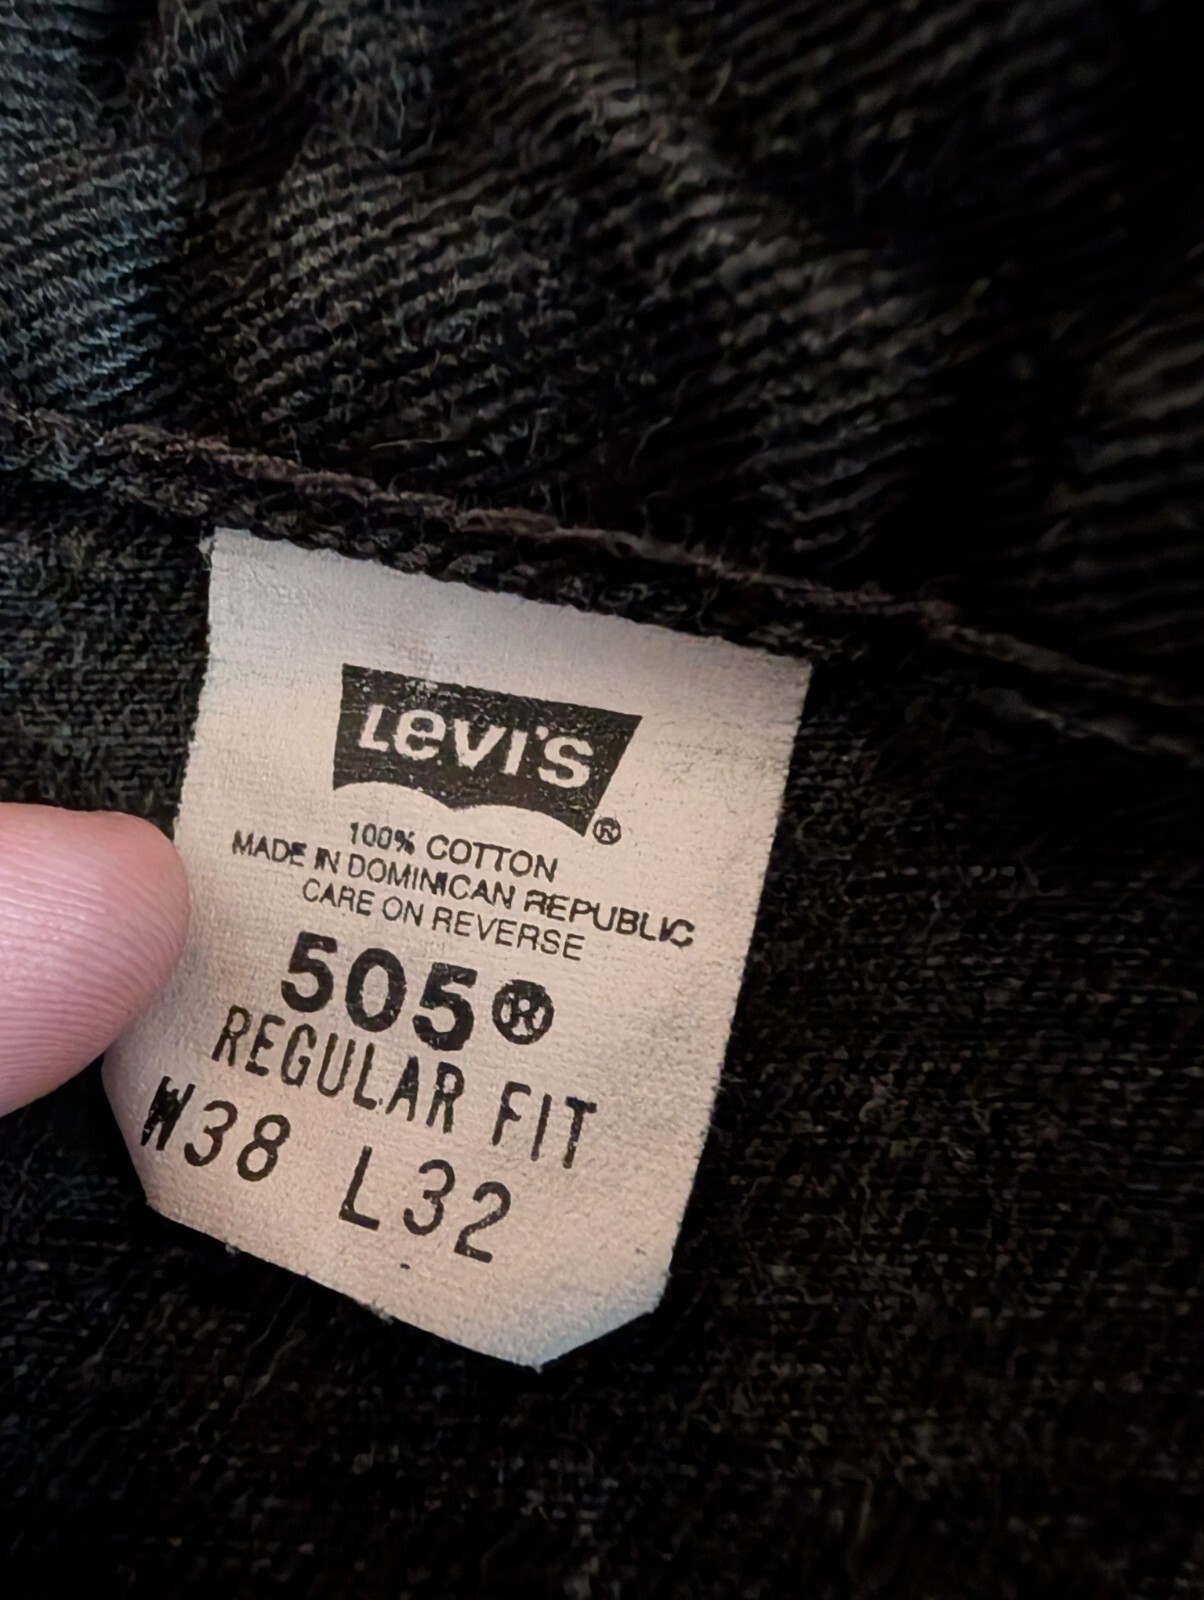 LEVI'S®
100% COTTON
MADE IN DOMINICAN REPUBLIC
CARE ON REVERSE
505®
REGULAR FIT
W38 L32